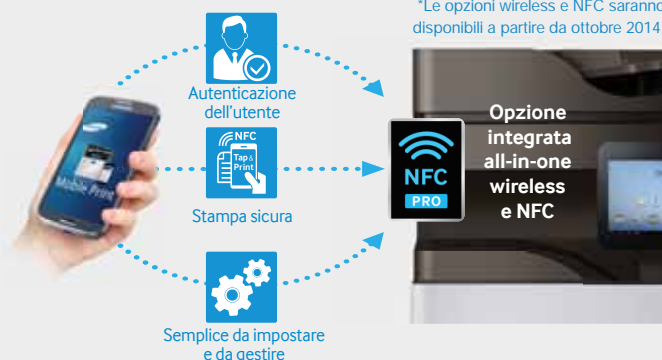 *Le opzioni wireless e NFC saranno
disponibili a partire da ottobre 2014
Autenticazione
dell'utente
NFC
Tap &
Print
Stampa sicura
Semplice da impostare
e da gestire
Mobile Print
NFC
PRO
Opzione
integrata
all-in-one
wireless
e NFC